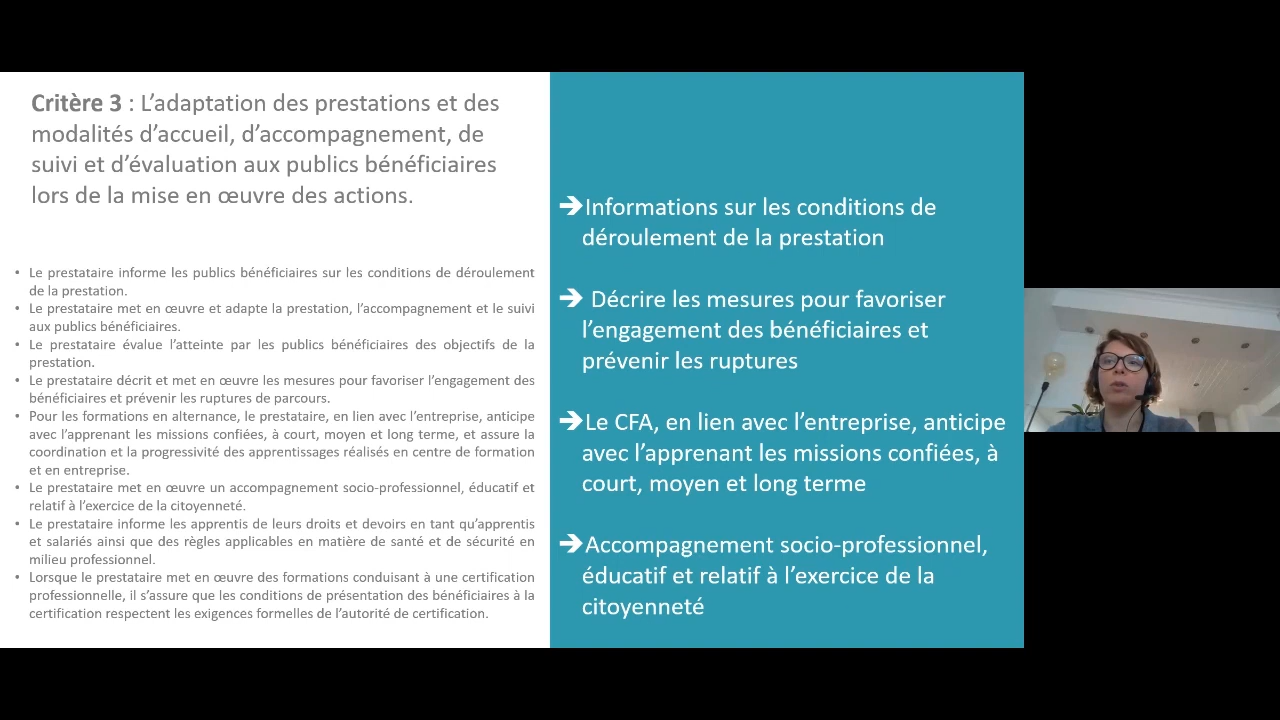 Critère 3 : L’adaptation des prestations et des
modalités d’accueil, d’accompagnement, de
suivi et d’évaluation aux publics bénéficiaires
lors de la mise en œuvre des actions.
• Le prestataire informe les publics bénéficiaires sur les conditions de déroulement
de la prestation.
• Le prestataire met en œuvre et adapte la prestation, l’accompagnement et le suivi
aux publics bénéficiaires.
• Le prestataire évalue l’atteinte par les publics bénéficiaires des objectifs de la
prestation.
• Le prestataire décrit et met en œuvre les mesures pour favoriser l’engagement des
bénéficiaires et prévenir les ruptures de parcours.
• Pour les formations en alternance, le prestataire, en lien avec l’entreprise, anticipe
avec l’apprenant les missions confiées, à court, moyen et long terme, et assure la
coordination et la progressivité des apprentissages réalisés en centre de formation
et en entreprise.
• Le prestataire met en œuvre un accompagnement socio-professionnel, éducatif et
relatif à l’exercice de la citoyenneté.
• Le prestataire informe les apprentis de leurs droits et devoirs en tant qu’apprentis
et salariés ainsi que des règles applicables en matière de santé et de sécurité en
milieu professionnel.
• Lorsque le prestataire met en œuvre des formations conduisant à une certification
professionnelle, il s’assure que les conditions de présentation des bénéficiaires à la
certification respectent les exigences formelles de l’autorité de certification.
➔Informations sur les conditions de
déroulement de la prestation
➔ Décrire les mesures pour favoriser
l’engagement des bénéficiaires et
prévenir les ruptures
➔Le CFA, en lien avec l’entreprise, anticipe
avec l’apprenant les missions confiées, à
court, moyen et long terme
➔Accompagnement socio-professionnel,
éducatif et relatif à l’exercice de la
citoyenneté